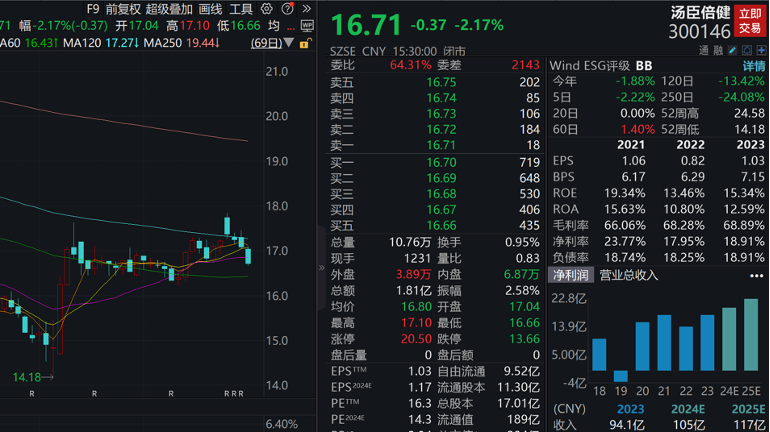 F9 前复权 超级叠加 画线 工具
71 幅-2.17%(-0.37) 开17.04 高17.10 低16.66 均
A60 16.43↑ MA120 17.27↓ MA250 19.44↓ (69日)
21.0
20.0
19.0
18.0
17.0
16.0
15.0
14.0
14.18
R R R R R R
6.40%
16.71 -0.37 -2.17%
SZSE CNY 15:30:00 闭市
汤臣倍健
300146
立即
交易
通 融
委比 64.31% 委差 2143
卖五 16.75 202
卖四 16.74 85
卖三 16.73 106
卖二 16.72 184
卖一 16.71 18
买一 16.70 719
买二 16.69 648
买三 16.68 530
买四 16.67 406
买五 16.66 435
总量 10.76万 换手 0.95%
现手 1231 量比 0.83
外盘 3.89万 内盘 6.87万
总额 1.81亿 振幅 2.58%
均价 16.80 开盘 17.04
最高 17.10 最低 16.66
涨停 20.50 跌停 13.66
盘后量 0 盘后额 0
EPSTTM 1.03 自由流通 9.52亿
EPS2024E 1.17 流通股本 11.30亿
PETTM 16.3 总股本 17.01亿
PE2024E 14.3 流通值 189亿
Wind ESG评级 BB 详情
今年 -1.88% 120日 -13.42%
5日 -2.22% 250日 -24.08%
20日 0.00% 52周高 24.58
60日 1.40% 52周低 14.18
2021 2022 2023
EPS 1.06 0.82 1.03
BPS 6.17 6.29 7.15
ROE 19.34% 13.46% 15.34%
ROA 15.63% 10.80% 12.59%
毛利率 66.06% 68.28% 68.89%
净利率 23.77% 17.95% 18.91%
负债率 18.74% 18.25% 18.91%
净利润 营业总收入
22.8亿
13.9亿
5.00亿
-4亿
18 19 20 21 22 23 24E 25E
(CNY) 2023 2024E 2025E
收入 94.1亿 105亿 117亿